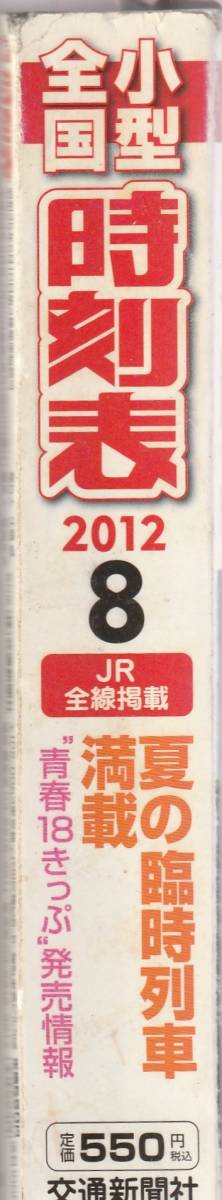 小型
全国
時刻表
2012
8
JR
全線掲載
夏の臨時列車
満載
"青春18きっぷ"発売情報
定価550円税込
交通新聞社